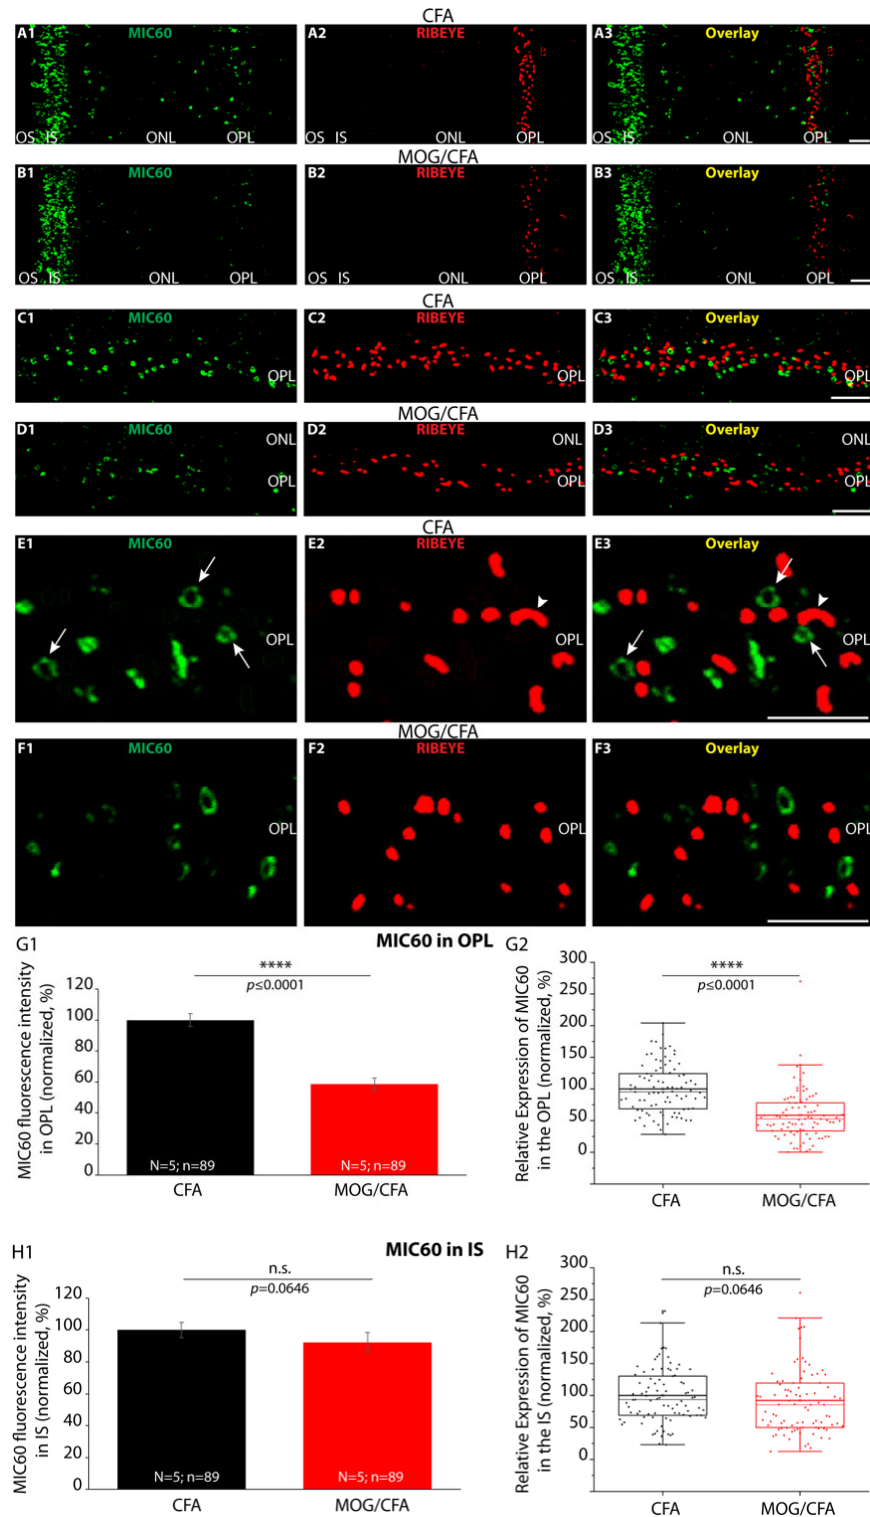 CFA
A1 MIC60 A2 RIBEYE A3 Overlay
OS IS ONL OPL OS IS ONL OPL OS IS ONL OPL
MOG/CFA
B1 MIC60 B2 RIBEYE B3 Overlay
OS IS ONL OPL OS IS ONL OPL OS IS ONL OPL
CFA
C1 MIC60 C2 RIBEYE C3 Overlay
OPL OPL OPL
MOG/CFA
D1 MIC60 D2 RIBEYE D3 Overlay
ONL ONL ONL
OPL OPL OPL
CFA
E1 MIC60 E2 RIBEYE E3 Overlay
OPL OPL OPL
MOG/CFA
F1 MIC60 F2 RIBEYE F3 Overlay
OPL OPL OPL
MIC60 in OPL
G1
MIC60 fluorescence intensity
in OPL (normalized, %)
120
100
80
60
40
20
0
****
p≤0.0001
N=5; n=89 N=5; n=89
CFA MOG/CFA
G2
Relative Expression of MIC60
in the OPL (normalized, %)
300
250
200
150
100
50
0
****
p≤0.0001
CFA MOG/CFA
MIC60 in IS
H1
MIC60 fluorescence intensity
in IS (normalized, %)
120
100
80
60
40
20
0
n.s.
p=0.0646
N=5; n=89 N=5; n=89
CFA MOG/CFA
H2
Relative Expression of MIC60
in the IS (normalized, %)
300
250
200
150
100
50
0
n.s.
p=0.0646
CFA MOG/CFA